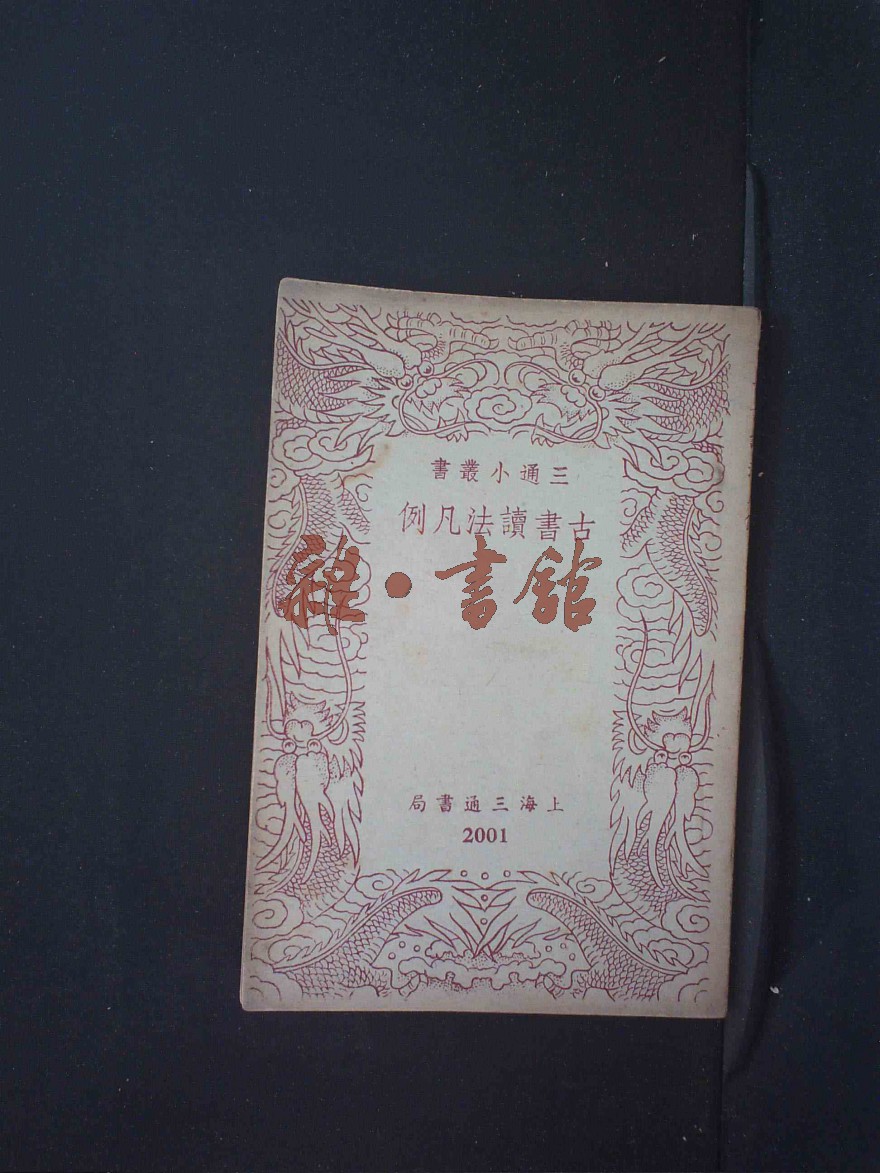 三通小叢書
古書讀法凡例
雜·書館
上海三通書局
2001